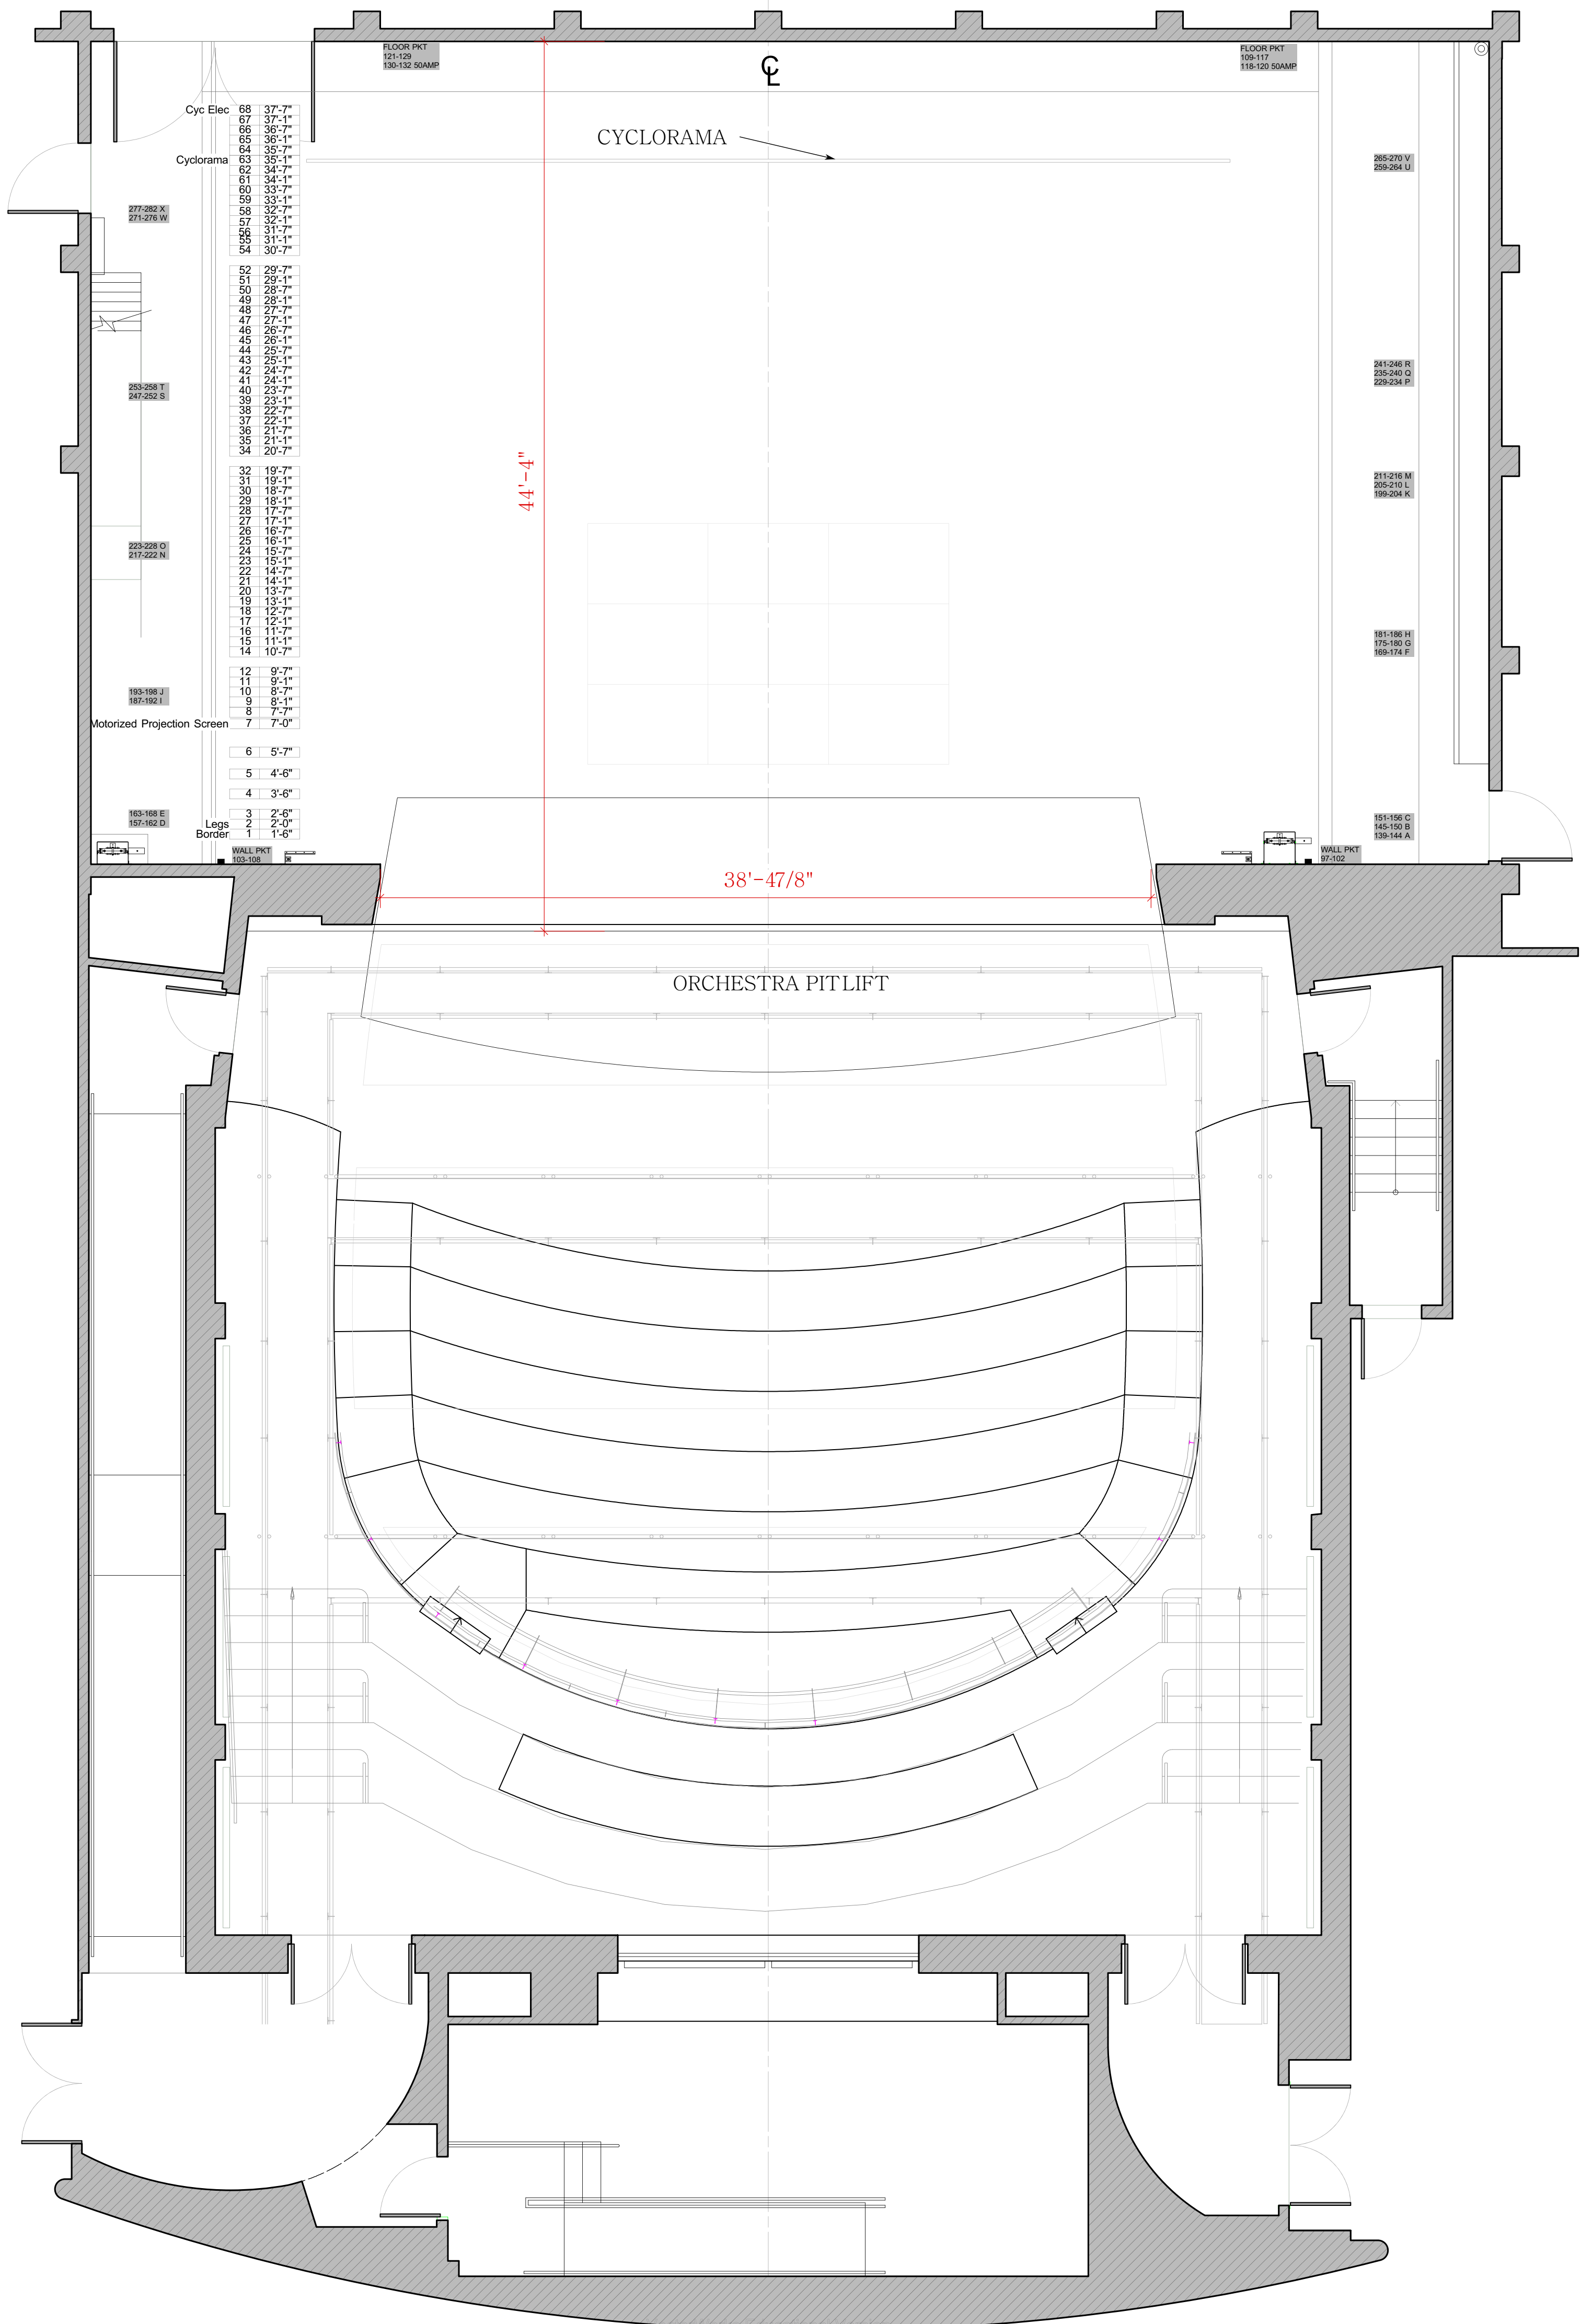 FLOOR PKT
121-129
130-132 50AMP
CL
FLOOR PKT
109-117
118-120 50AMP
CYCLORAMA
Cyc Elec 68 37'-7"
67 37'-1"
66 36'-7"
65 36'-1"
64 35'-7"
Cyclorama 63 35'-1"
62 34'-7"
61 34'-1"
60 33'-7"
59 33'-1"
58 32'-7"
57 32'-1"
56 31'-7"
55 31'-1"
54 30'-7"
52 29'-7"
51 29'-1"
50 28'-7"
49 28'-1"
48 27'-7"
47 27'-1"
46 26'-7"
45 26'-1"
44 25'-7"
43 25'-1"
42 24'-7"
41 24'-1"
40 23'-7"
39 23'-1"
38 22'-7"
37 22'-1"
36 21'-7"
35 21'-1"
34 20'-7"
32 19'-7"
31 19'-1"
30 18'-7"
29 18'-1"
28 17'-7"
27 17'-1"
26 16'-7"
25 16'-1"
24 15'-7"
23 15'-1"
22 14'-7"
21 14'-1"
20 13'-7"
19 13'-1"
18 12'-7"
17 12'-1"
16 11'-7"
15 11'-1"
14 10'-7"
12 9'-7"
11 9'-1"
10 8'-7"
9 8'-1"
8 7'-7"
Motorized Projection Screen 7 7'-0"
6 5'-7"
5 4'-6"
4 3'-6"
3 2'-6"
Legs 2 2'-0"
Border 1 1'-6"
277-282 X
271-276 W
253-258 T
247-252 S
223-228 O
217-222 N
193-198 J
187-192 I
163-168 E
157-162 D
WALL PKT
103-108
44'-4"
265-270 V
259-264 U
241-246 R
235-240 Q
229-234 P
211-216 M
205-210 L
199-204 K
181-186 H
175-180 G
169-174 F
151-156 C
145-150 B
139-144 A
WALL PKT
97-102
38'-47/8"
ORCHESTRA PIT LIFT